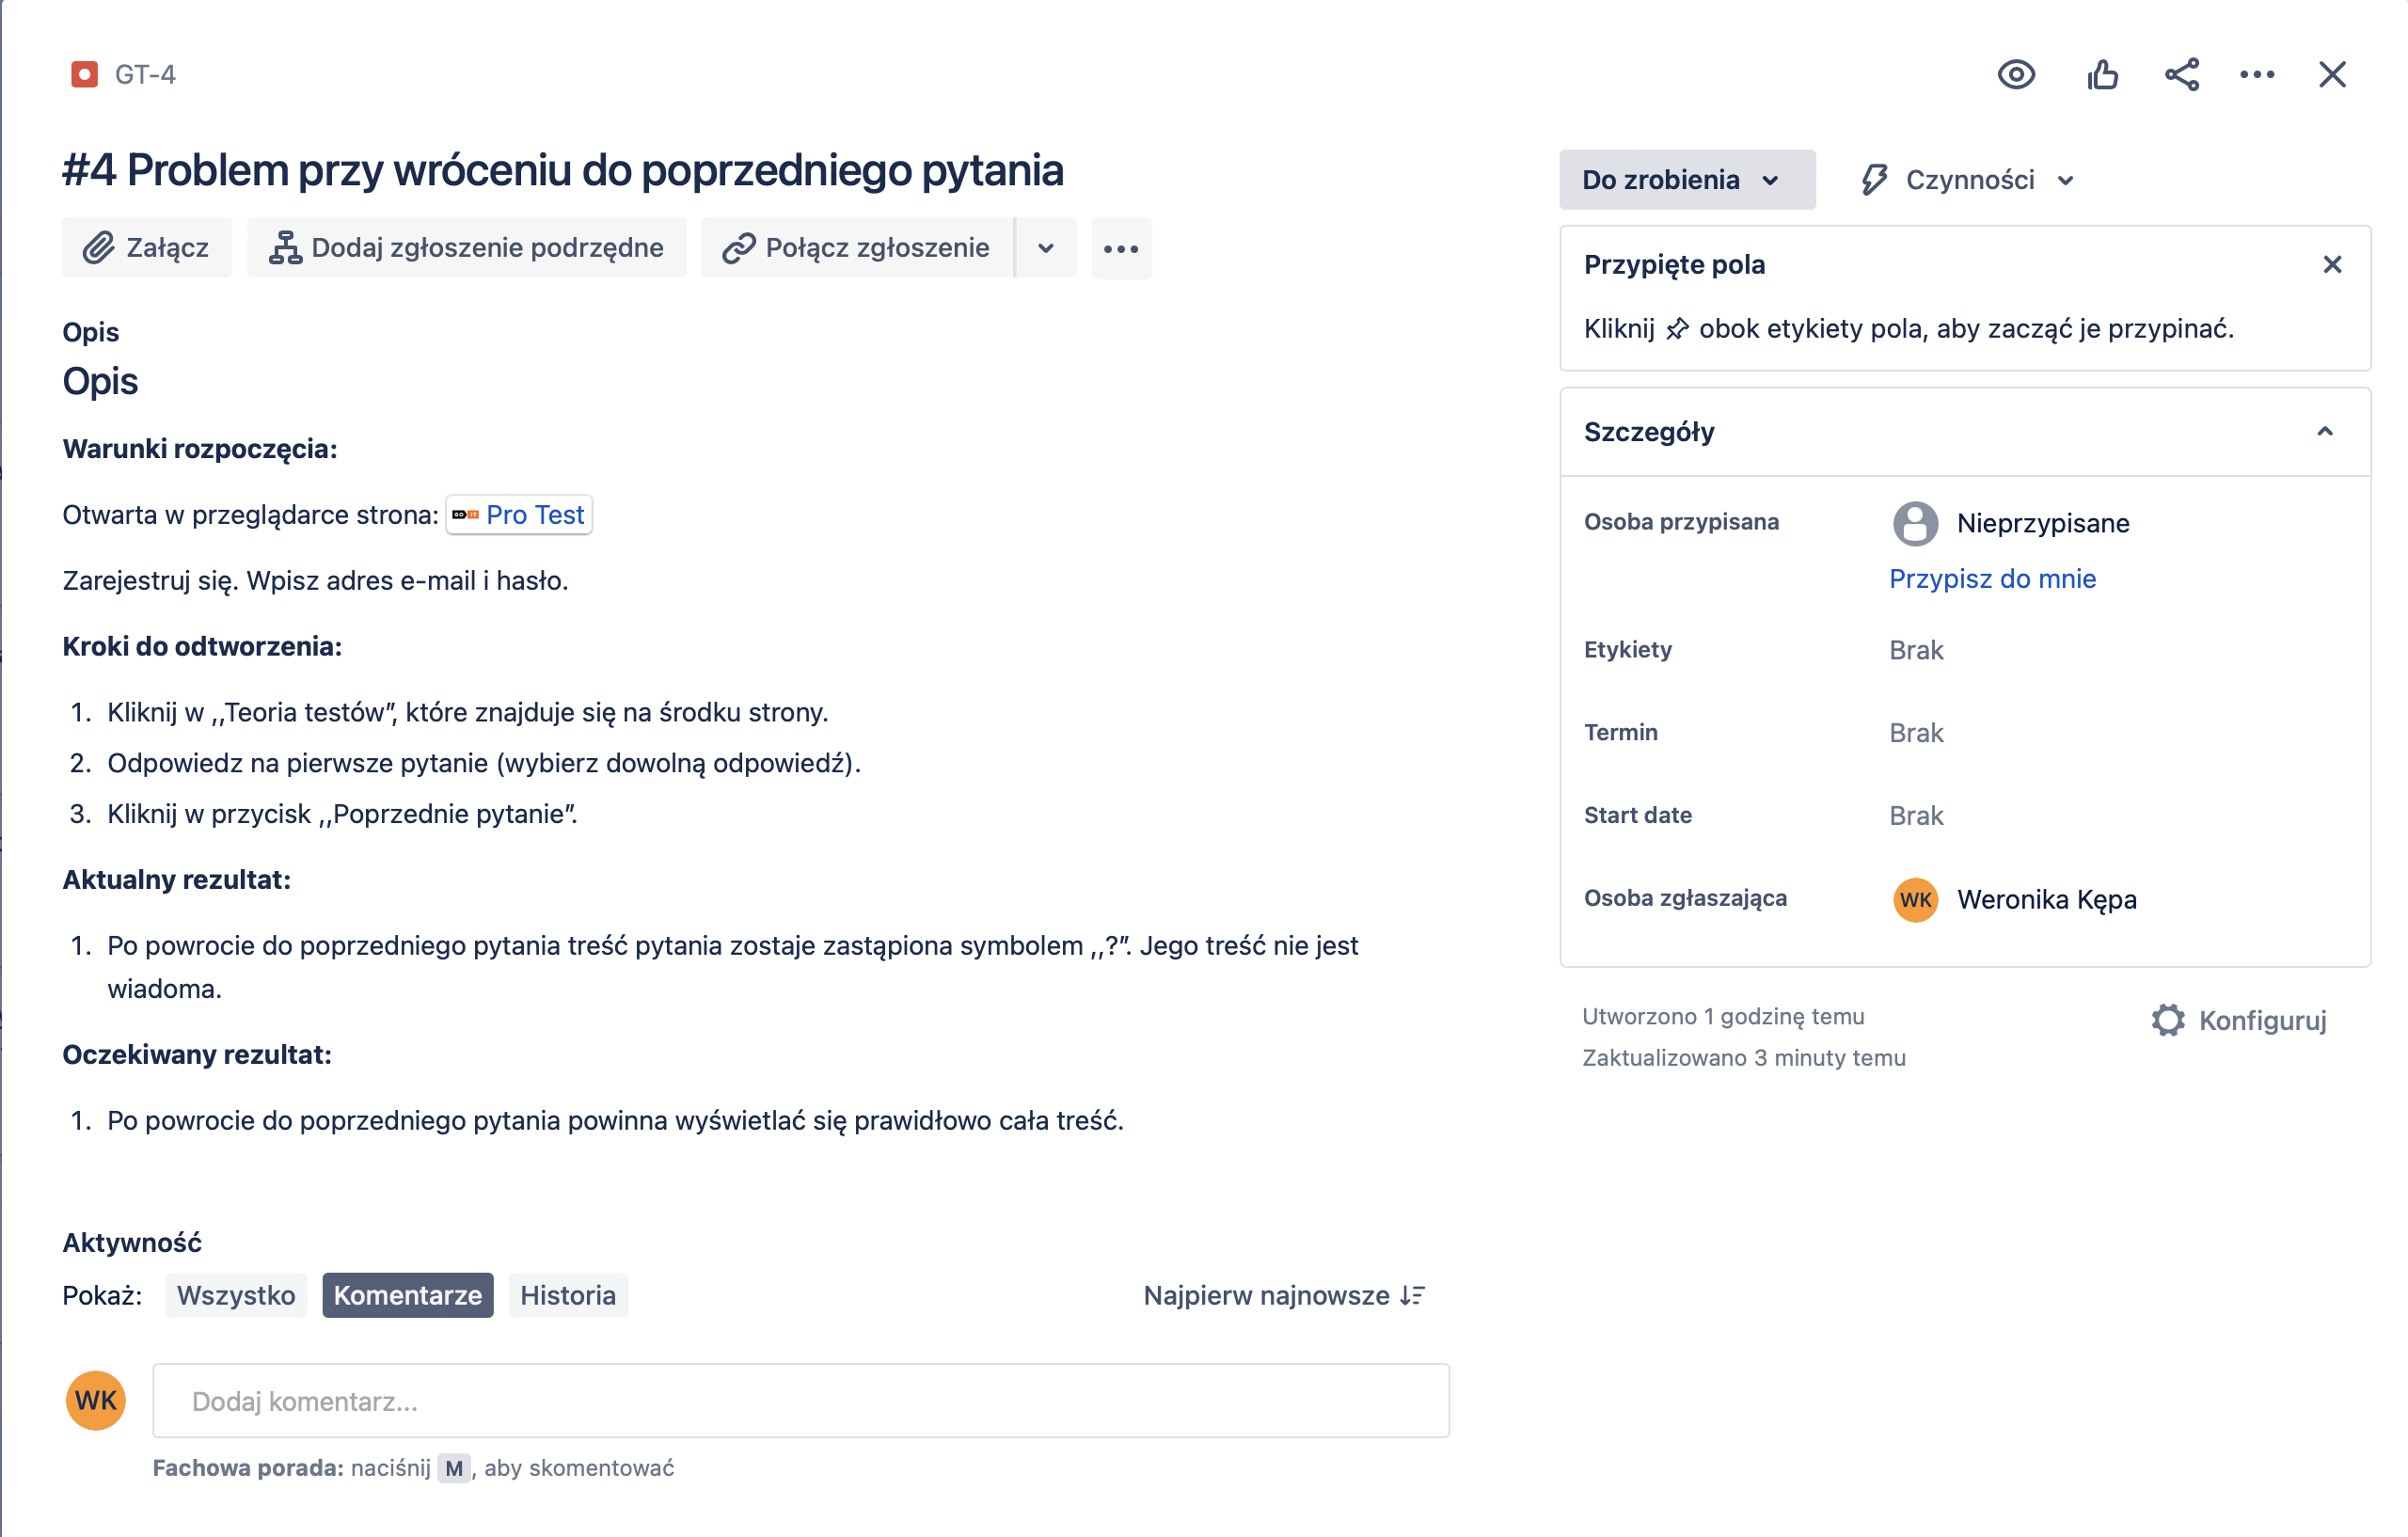 GT-4
#4 Problem przy wróceniu do poprzedniego pytania
Załącz
Dodaj zgłoszenie podrzędne
Połącz zgłoszenie
Opis
Opis
Warunki rozpoczęcia:
Otwarta w przeglądarce strona: GO IT Pro Test
Zarejestruj się. Wpisz adres e-mail i hasło.
Kroki do odtworzenia:
1. Kliknij w ,,Teoria testów”, które znajduje się na środku strony.
2. Odpowiedz na pierwsze pytanie (wybierz dowolną odpowiedź).
3. Kliknij w przycisk ,,Poprzednie pytanie”.
Aktualny rezultat:
1. Po powrocie do poprzedniego pytania treść pytania zostaje zastąpiona symbolem ,,?”. Jego treść nie jest
wiadoma.
Oczekiwany rezultat:
1. Po powrocie do poprzedniego pytania powinna wyświetlać się prawidłowo cała treść.
Aktywność
Pokaż: Wszystko Komentarze Historia
Najpierw najnowsze
WK
Dodaj komentarz...
Fachowa porada: naciśnij M, aby skomentować
Do zrobienia
Czynności
Przypięte pola
Kliknij obok etykiety pola, aby zacząć je przypinać.
Szczegóły
Osoba przypisana
Nieprzypisane
Przypisz do mnie
Etykiety
Brak
Termin
Brak
Start date
Brak
Osoba zgłaszająca
WK Weronika Kępa
Utworzono 1 godzinę temu
Zaktualizowano 3 minuty temu
Konfiguruj